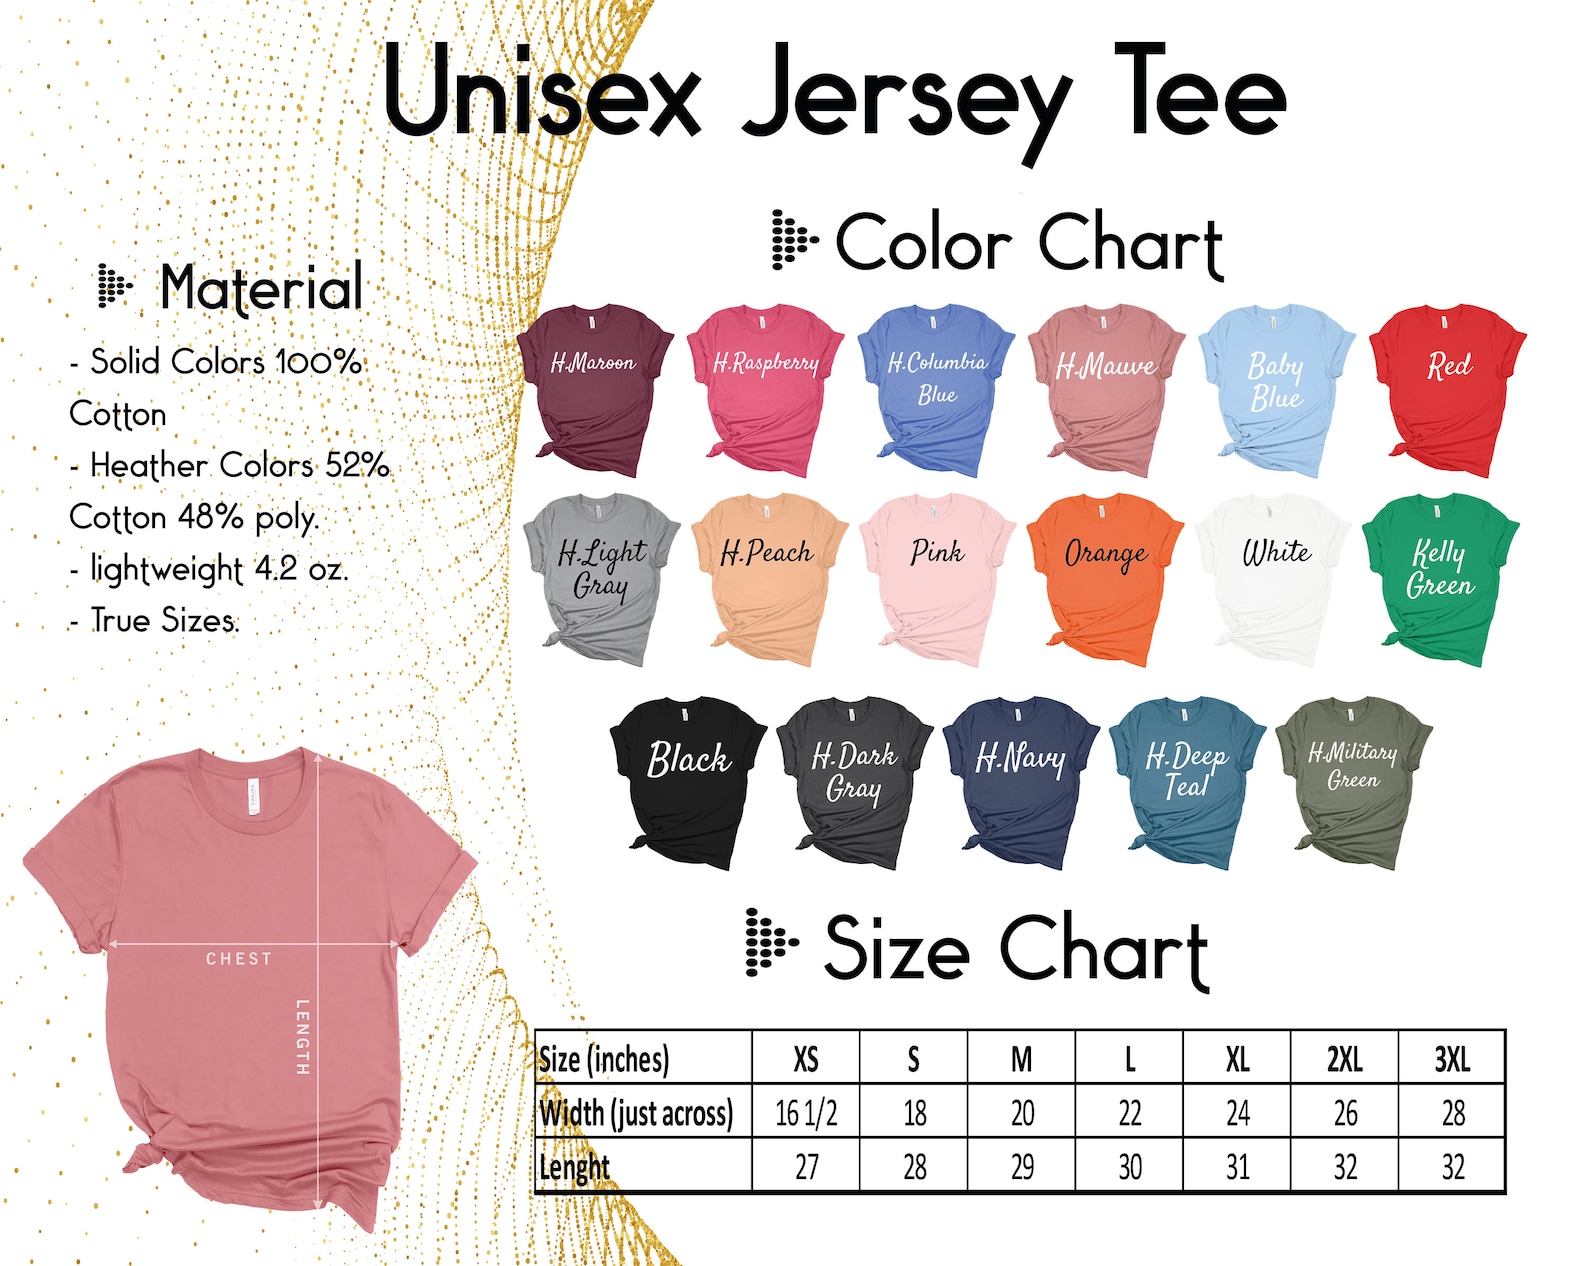 Unisex Jersey Tee
Color Chart
Material
- Solid Colors 100%
Cotton
- Heather Colors 52%
Cotton 48% poly.
- lightweight 4.2 oz.
- True Sizes.
H.Maroon
H.Raspberry
H.Columbia
Blue
H.Mauve
Baby
Blue
Red
H.Light
Gray
H.Peach
Pink
Orange
White
Kelly
Green
Black
H.Dark
Gray
H.Navy
H.Deep
Teal
H.Military
Green
CHEST
LENGTH
Size Chart
Size (inches) XS S M L XL 2XL 3XL
Width (just across) 16 1/2 18 20 22 24 26 28
Lenght 27 28 29 30 31 32 32